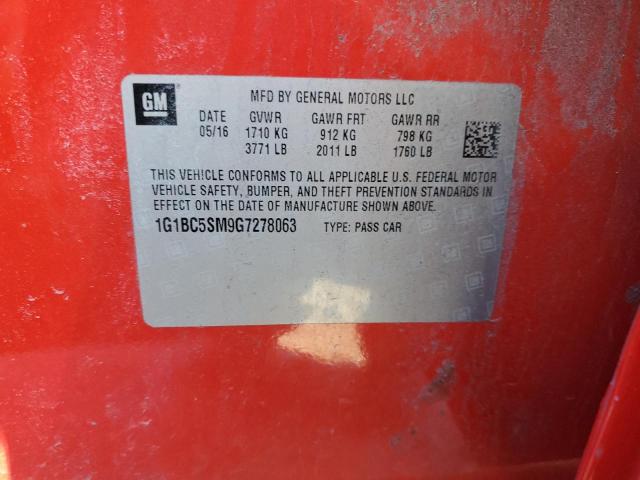 GM
MFD BY GENERAL MOTORS LLC
DATE GVWR GAWR FRT GAWR RR
05/16 1710 KG 912 KG 798 KG
3771 LB 2011 LB 1760 LB
THIS VEHICLE CONFORMS TO ALL APPLICABLE U.S. FEDERAL MOTOR
VEHICLE SAFETY, BUMPER, AND THEFT PREVENTION STANDARDS IN
EFFECT ON THE DATE OF MANUFACTURE SHOWN ABOVE.
1G1BC5SM9G7278063 TYPE: PASS CAR